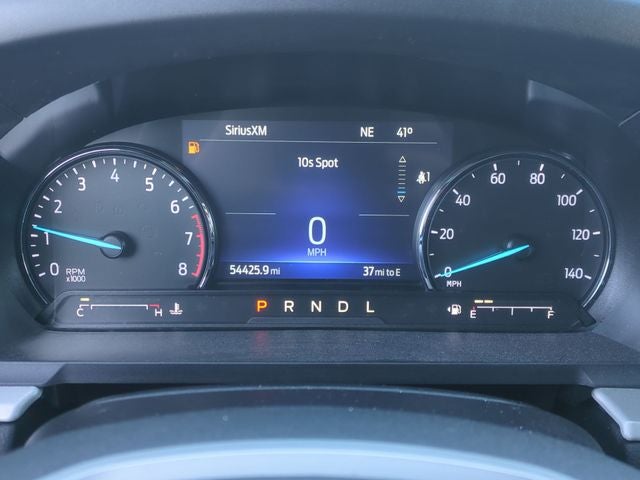 SiriusXM NE 41°
10s Spot
1
0
MPH
54425.9 mi 37 mi to E
0 1 2 3 4 5 6 7 8
RPM
x1000
0 20 40 60 80 100 120 140
MPH
C H
P R N D L
E F